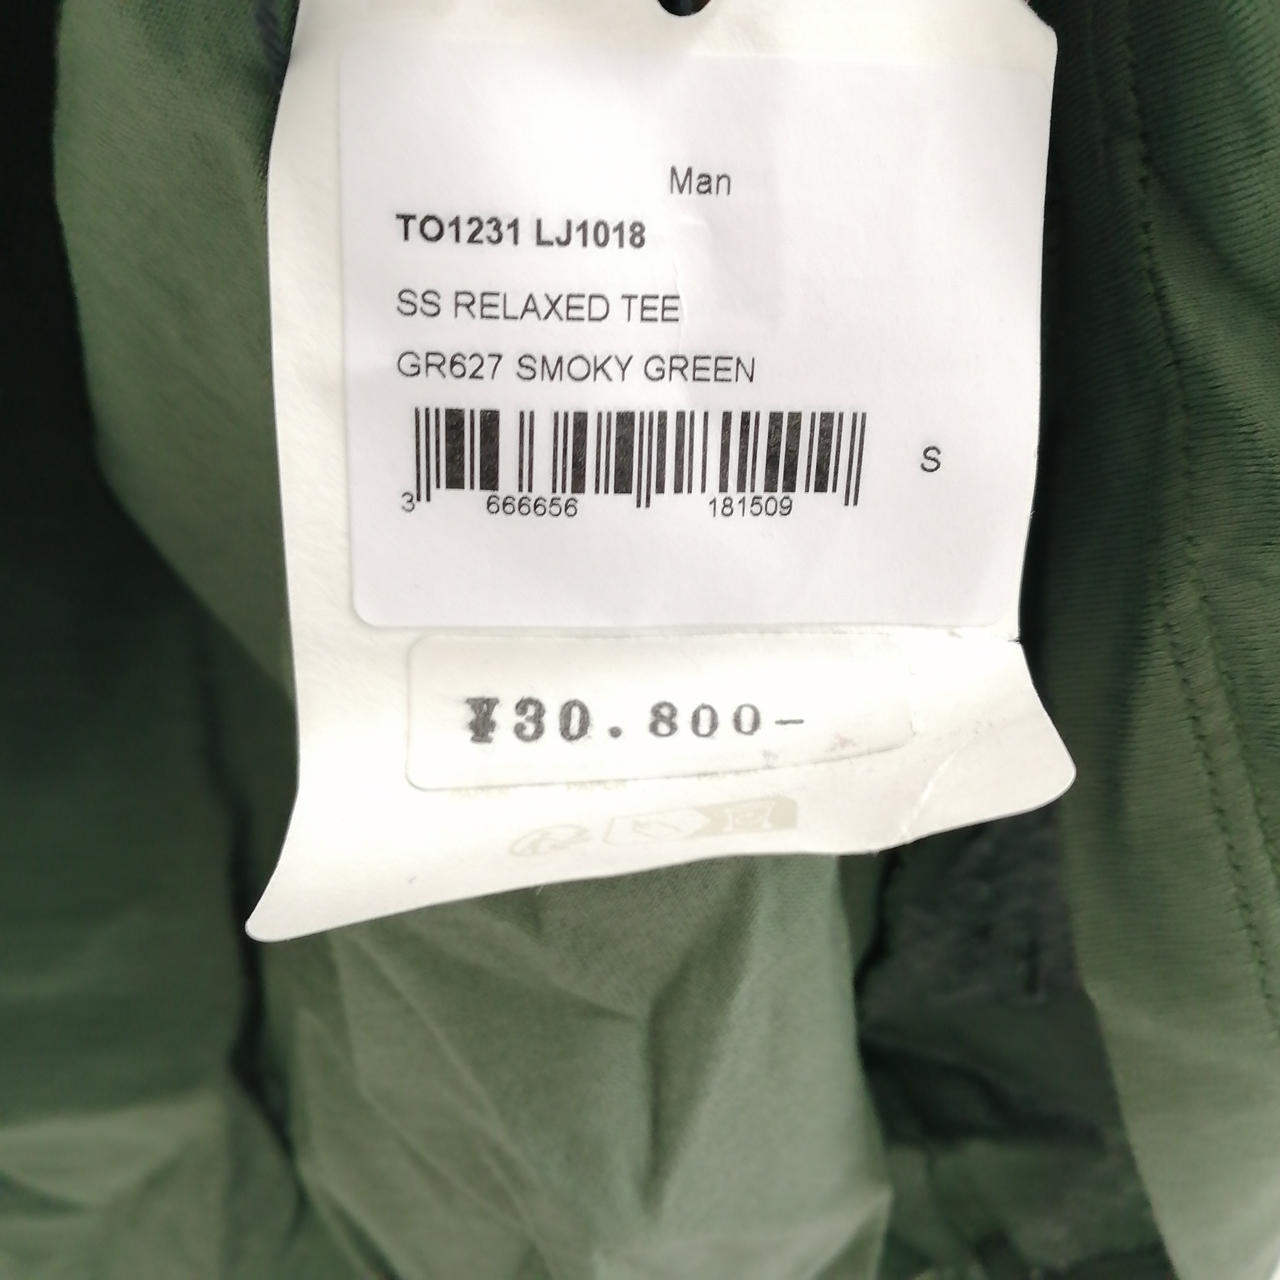 Man
TO1231 LJ1018
SS RELAXED TEE
GR627 SMOKY GREEN
S
3 666656 181509
¥30.800-